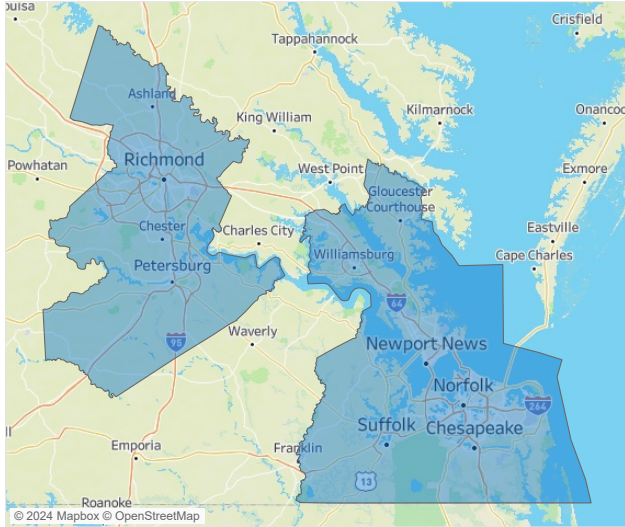 ouisa
Crisfield
Tappahannock
Ashland
Kilmarnock
Onanco
King William
Richmond
Powhatan
West Point
Exmore
Gloucester
Courthouse
Chester
Charles City
Eastville
Williamsburg
Cape Charles
Petersburg
64
Waverly
95
Newport News
Norfolk
264
Suffolk
Chesapeake
Emporia
Franklin
ll
13
Roanoke
© 2024 Mapbox © OpenStreetMap